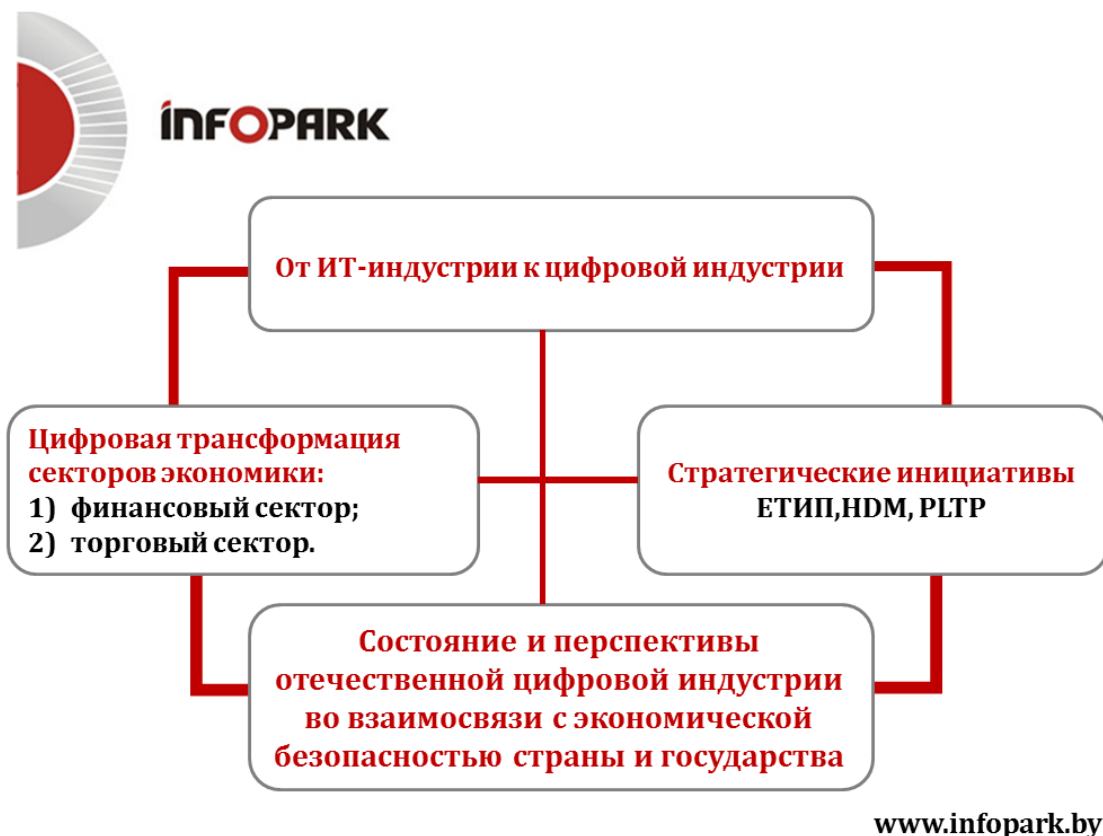 INFOPARK
От ИТ-индустрии к цифровой индустрии
Цифровая трансформация
секторов экономики:
1) финансовый сектор;
2) торговый сектор.
Стратегические инициативы
ЕТИП,HDM, PLTP
Состояние и перспективы
отечественной цифровой индустрии
во взаимосвязи с экономической
безопасностью страны и государства
www.infopark.by